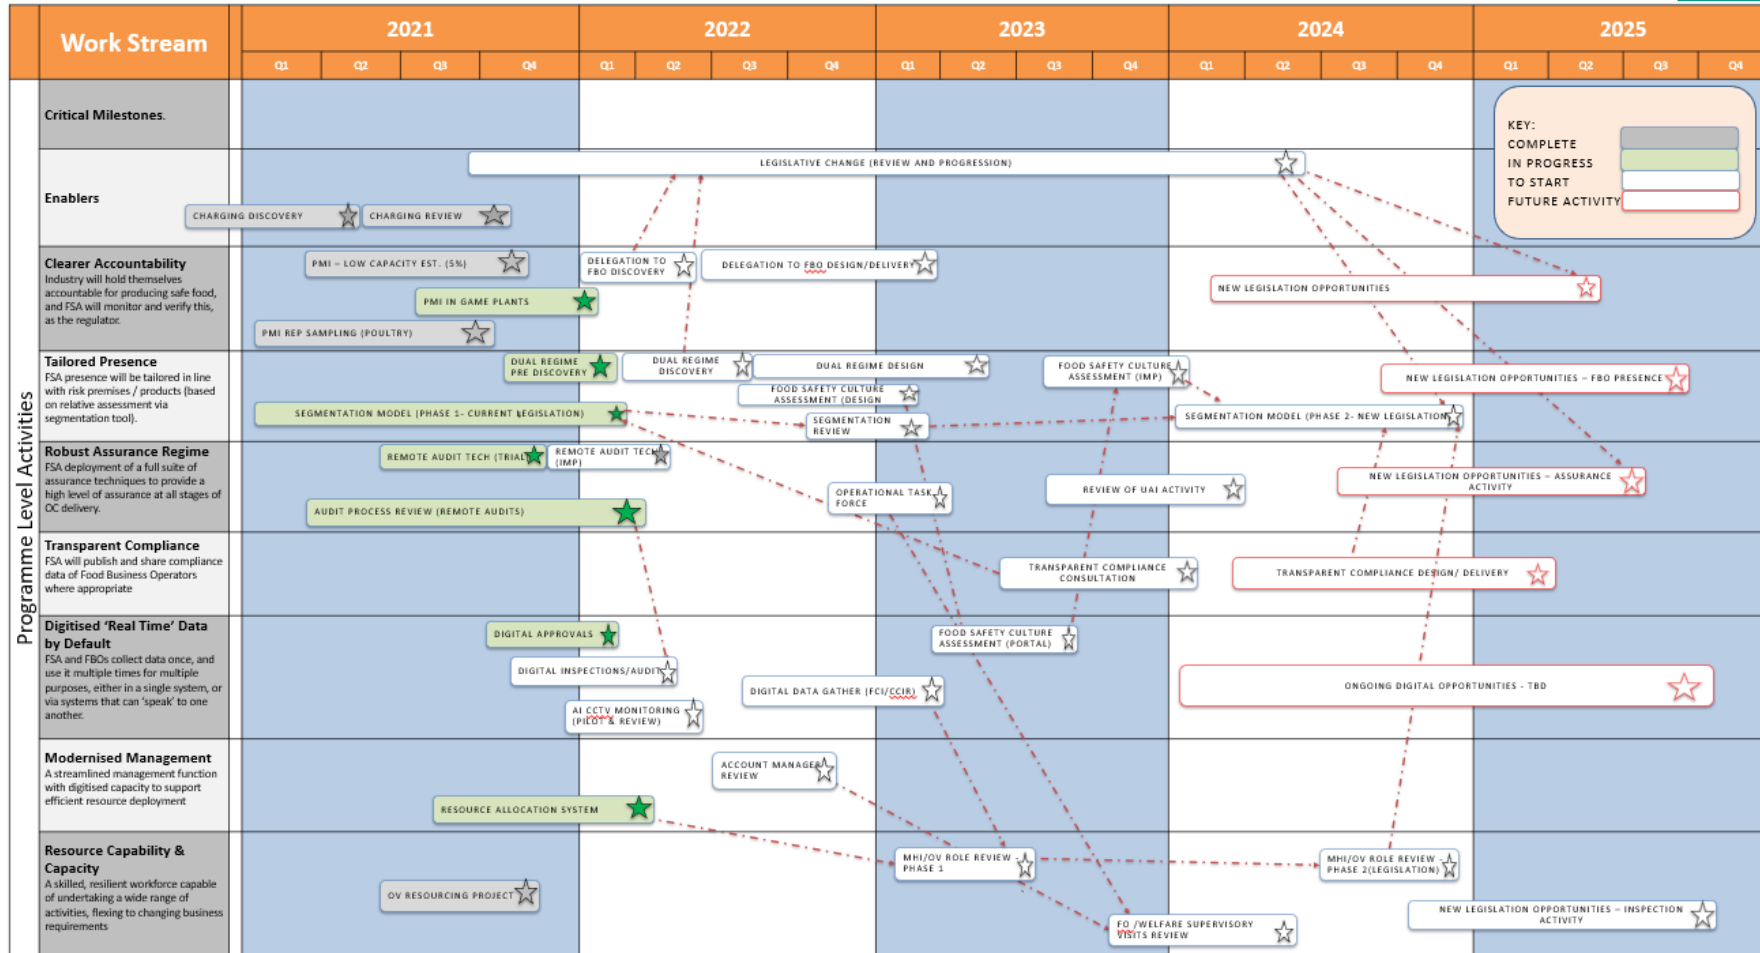 Work Stream
2021
2022
2023
2024
2025
Q1
Q2
Q3
Q4
Q1
Q2
Q3
Q4
Q1
Q2
Q3
Q4
Q1
Q2
Q3
Q4
Q1
Q2
Q3
Q4
Programme Level Activities
KEY:
COMPLETE
IN PROGRESS
TO START
FUTURE ACTIVITY
Critical Milestones.
Enablers
LEGISLATIVE CHANGE (REVIEW AND PROGRESSION)
CHARGING DISCOVERY
CHARGING REVIEW
Clearer Accountability
Industry will hold themselves
accountable for producing safe food,
and FSA will monitor and verify this,
as the regulator.
PMI – LOW CAPACITY EST. (5%)
DELEGATION TO
FBO DISCOVERY
DELEGATION TO FBO DESIGN/DELIVERY
NEW LEGISLATION OPPORTUNITIES
PMI IN GAME PLANTS
PMI REP SAMPLING (POULTRY)
Tailored Presence
FSA presence will be tailored in line
with risk premises / products (based
on relative assessment via
segmentation tool).
DUAL REGIME
PRE DISCOVERY
DUAL REGIME
DISCOVERY
DUAL REGIME DESIGN
FOOD SAFETY CULTURE
ASSESSMENT (IMP)
NEW LEGISLATION OPPORTUNITIES – FBO PRESENCE
FOOD SAFETY CULTURE
ASSESSMENT (DESIGN
SEGMENTATION MODEL (PHASE 1- CURRENT LEGISLATION)
SEGMENTATION
REVIEW
SEGMENTATION MODEL (PHASE 2- NEW LEGISLATION
Robust Assurance Regime
FSA deployment of a full suite of
assurance techniques to provide a
high level of assurance at all stages of
OC delivery.
REMOTE AUDIT TECH (TRIAL
REMOTE AUDIT TECH
(IMP)
NEW LEGISLATION OPPORTUNITIES – ASSURANCE
ACTIVITY
OPERATIONAL TASK
FORCE
REVIEW OF UAI ACTIVITY
AUDIT PROCESS REVIEW (REMOTE AUDITS)
Transparent Compliance
FSA will publish and share compliance
data of Food Business Operators
where appropriate
TRANSPARENT COMPLIANCE
CONSULTATION
TRANSPARENT COMPLIANCE DESIGN/ DELIVERY
Digitised ‘Real Time’ Data
by Default
FSA and FBOs collect data once, and
use it multiple times for multiple
purposes, either in a single system, or
via systems that can ‘speak’ to one
another.
DIGITAL APPROVALS
FOOD SAFETY CULTURE
ASSESSMENT (PORTAL)
DIGITAL INSPECTIONS/AUDIT
DIGITAL DATA GATHER (FCI/CCIR)
ONGOING DIGITAL OPPORTUNITIES - TBD
AI CCTV MONITORING
(PILOT & REVIEW)
Modernised Management
A streamlined management function
with digitised capacity to support
efficient resource deployment
ACCOUNT MANAGER
REVIEW
RESOURCE ALLOCATION SYSTEM
Resource Capability &
Capacity
A skilled, resilient workforce capable
of undertaking a wide range of
activities, flexing to changing business
requirements
MHI/OV ROLE REVIEW -
PHASE 1
MHI/OV ROLE REVIEW -
PHASE 2(LEGISLATION)
OV RESOURCING PROJECT
FO /WELFARE SUPERVISORY
VISITS REVIEW
NEW LEGISLATION OPPORTUNITIES – INSPECTION
ACTIVITY